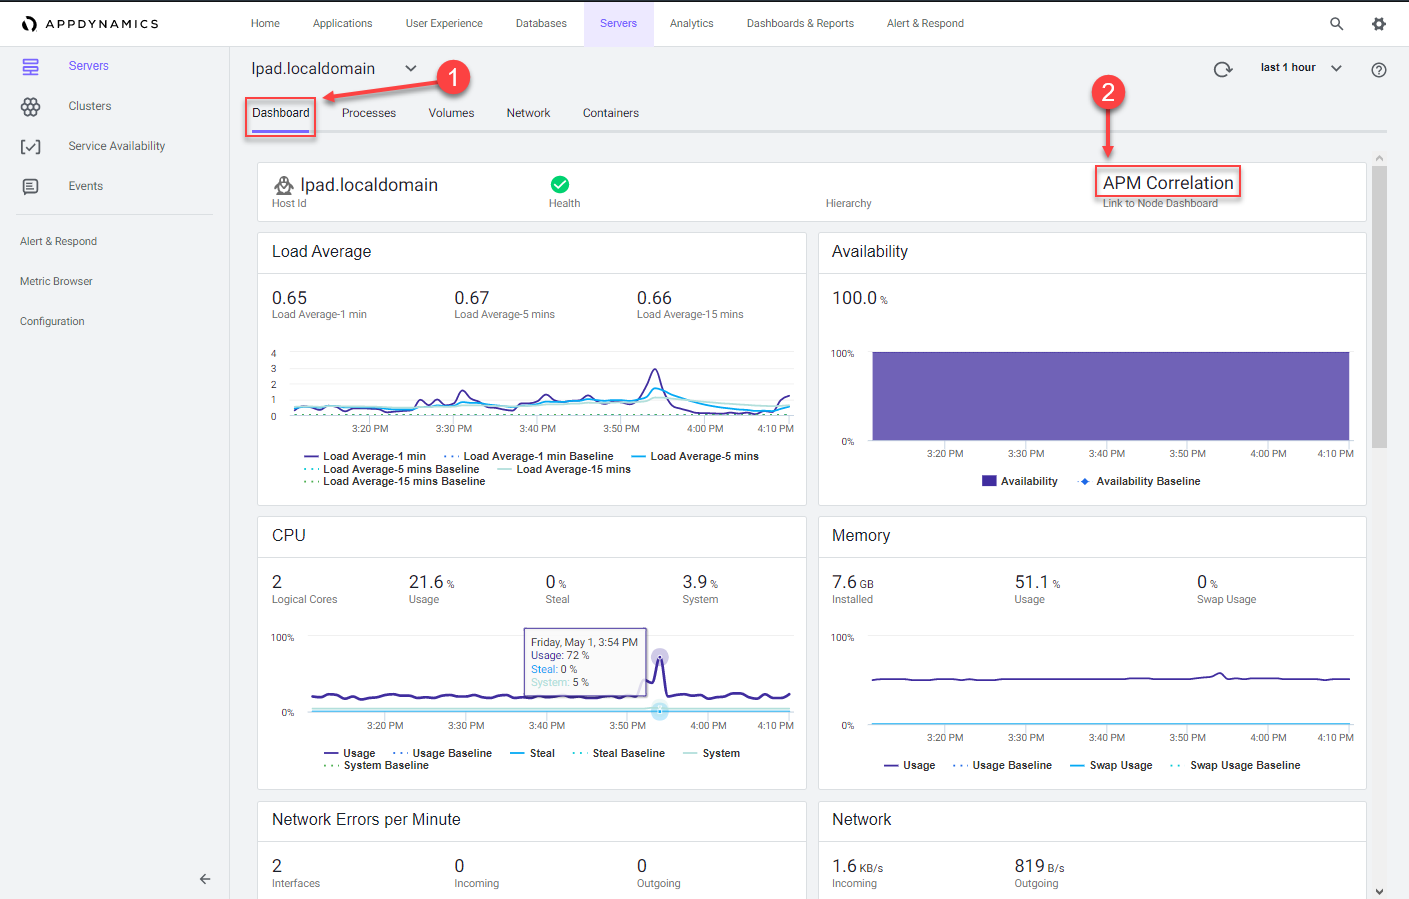 APPDYNAMICS
Home Applications User Experience Databases Servers Analytics Dashboards & Reports Alert & Respond
Servers
Clusters
Service Availability
Events
Alert & Respond
Metric Browser
Configuration
lpad.localdomain
1
last 1 hour
2
Dashboard Processes Volumes Network Containers
lpad.localdomain
Host Id
Health
Hierarchy
APM Correlation
Link to Node Dashboard
Load Average
0.65 0.67 0.66
Load Average-1 min Load Average-5 mins Load Average-15 mins
4
3
2
1
0
3:20 PM 3:30 PM 3:40 PM 3:50 PM 4:00 PM 4:10 PM
Load Average-1 min Load Average-1 min Baseline Load Average-5 mins
Load Average-5 mins Baseline Load Average-15 mins
Load Average-15 mins Baseline
Availability
100.0 %
100%
0%
3:20 PM 3:30 PM 3:40 PM 3:50 PM 4:00 PM 4:10 PM
Availability Availability Baseline
CPU
2 21.6 % 0 % 3.9 %
Logical Cores Usage Steal System
100%
0%
Friday, May 1, 3:54 PM
Usage: 72 %
Steal: 0 %
System: 5 %
3:20 PM 3:30 PM 3:40 PM 3:50 PM 4:00 PM 4:10 PM
Usage Usage Baseline Steal Steal Baseline System
System Baseline
Memory
7.6 GB 51.1 % 0 %
Installed Usage Swap Usage
100%
0%
3:20 PM 3:30 PM 3:40 PM 3:50 PM 4:00 PM 4:10 PM
Usage Usage Baseline Swap Usage Swap Usage Baseline
Network Errors per Minute
2 0 0
Interfaces Incoming Outgoing
Network
1.6 KB/s 819 B/s
Incoming Outgoing